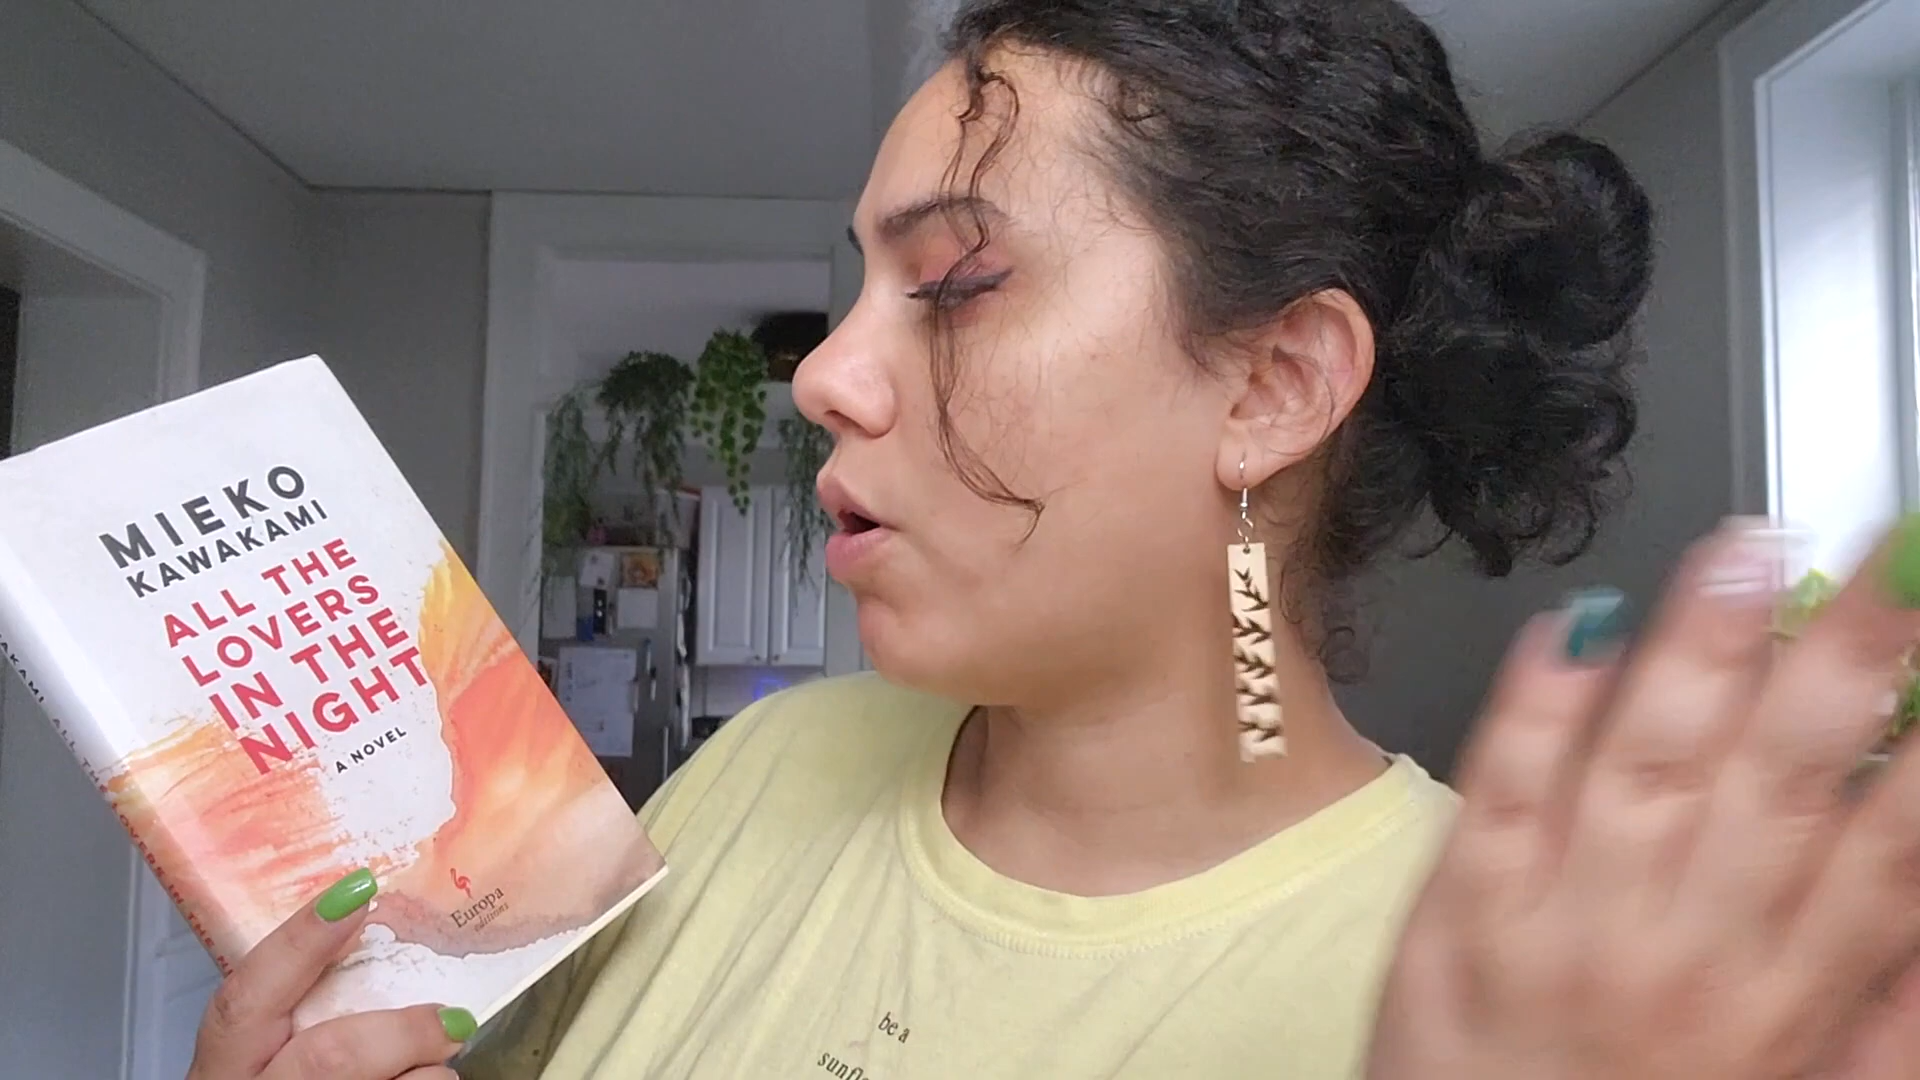 MIEKO
KAWAKAMI
ALL THE
LOVERS
IN THE
NIGHT
A NOVEL
Europa
editions
be a